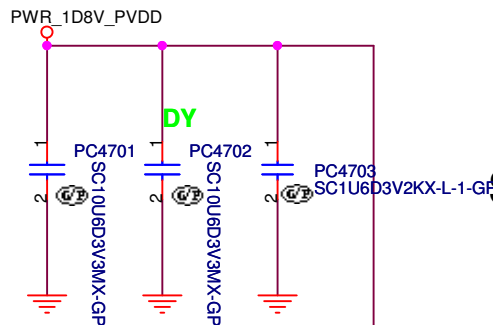 PWR_1D8V_PVDD
DY
1
PC4701
2
G/P
SC10U6D3V3MX-GP
1
PC4702
2
G/P
SC10U6D3V3MX-GP
1
PC4703
SC1U6D3V2KX-L-1-GP
2
G/P